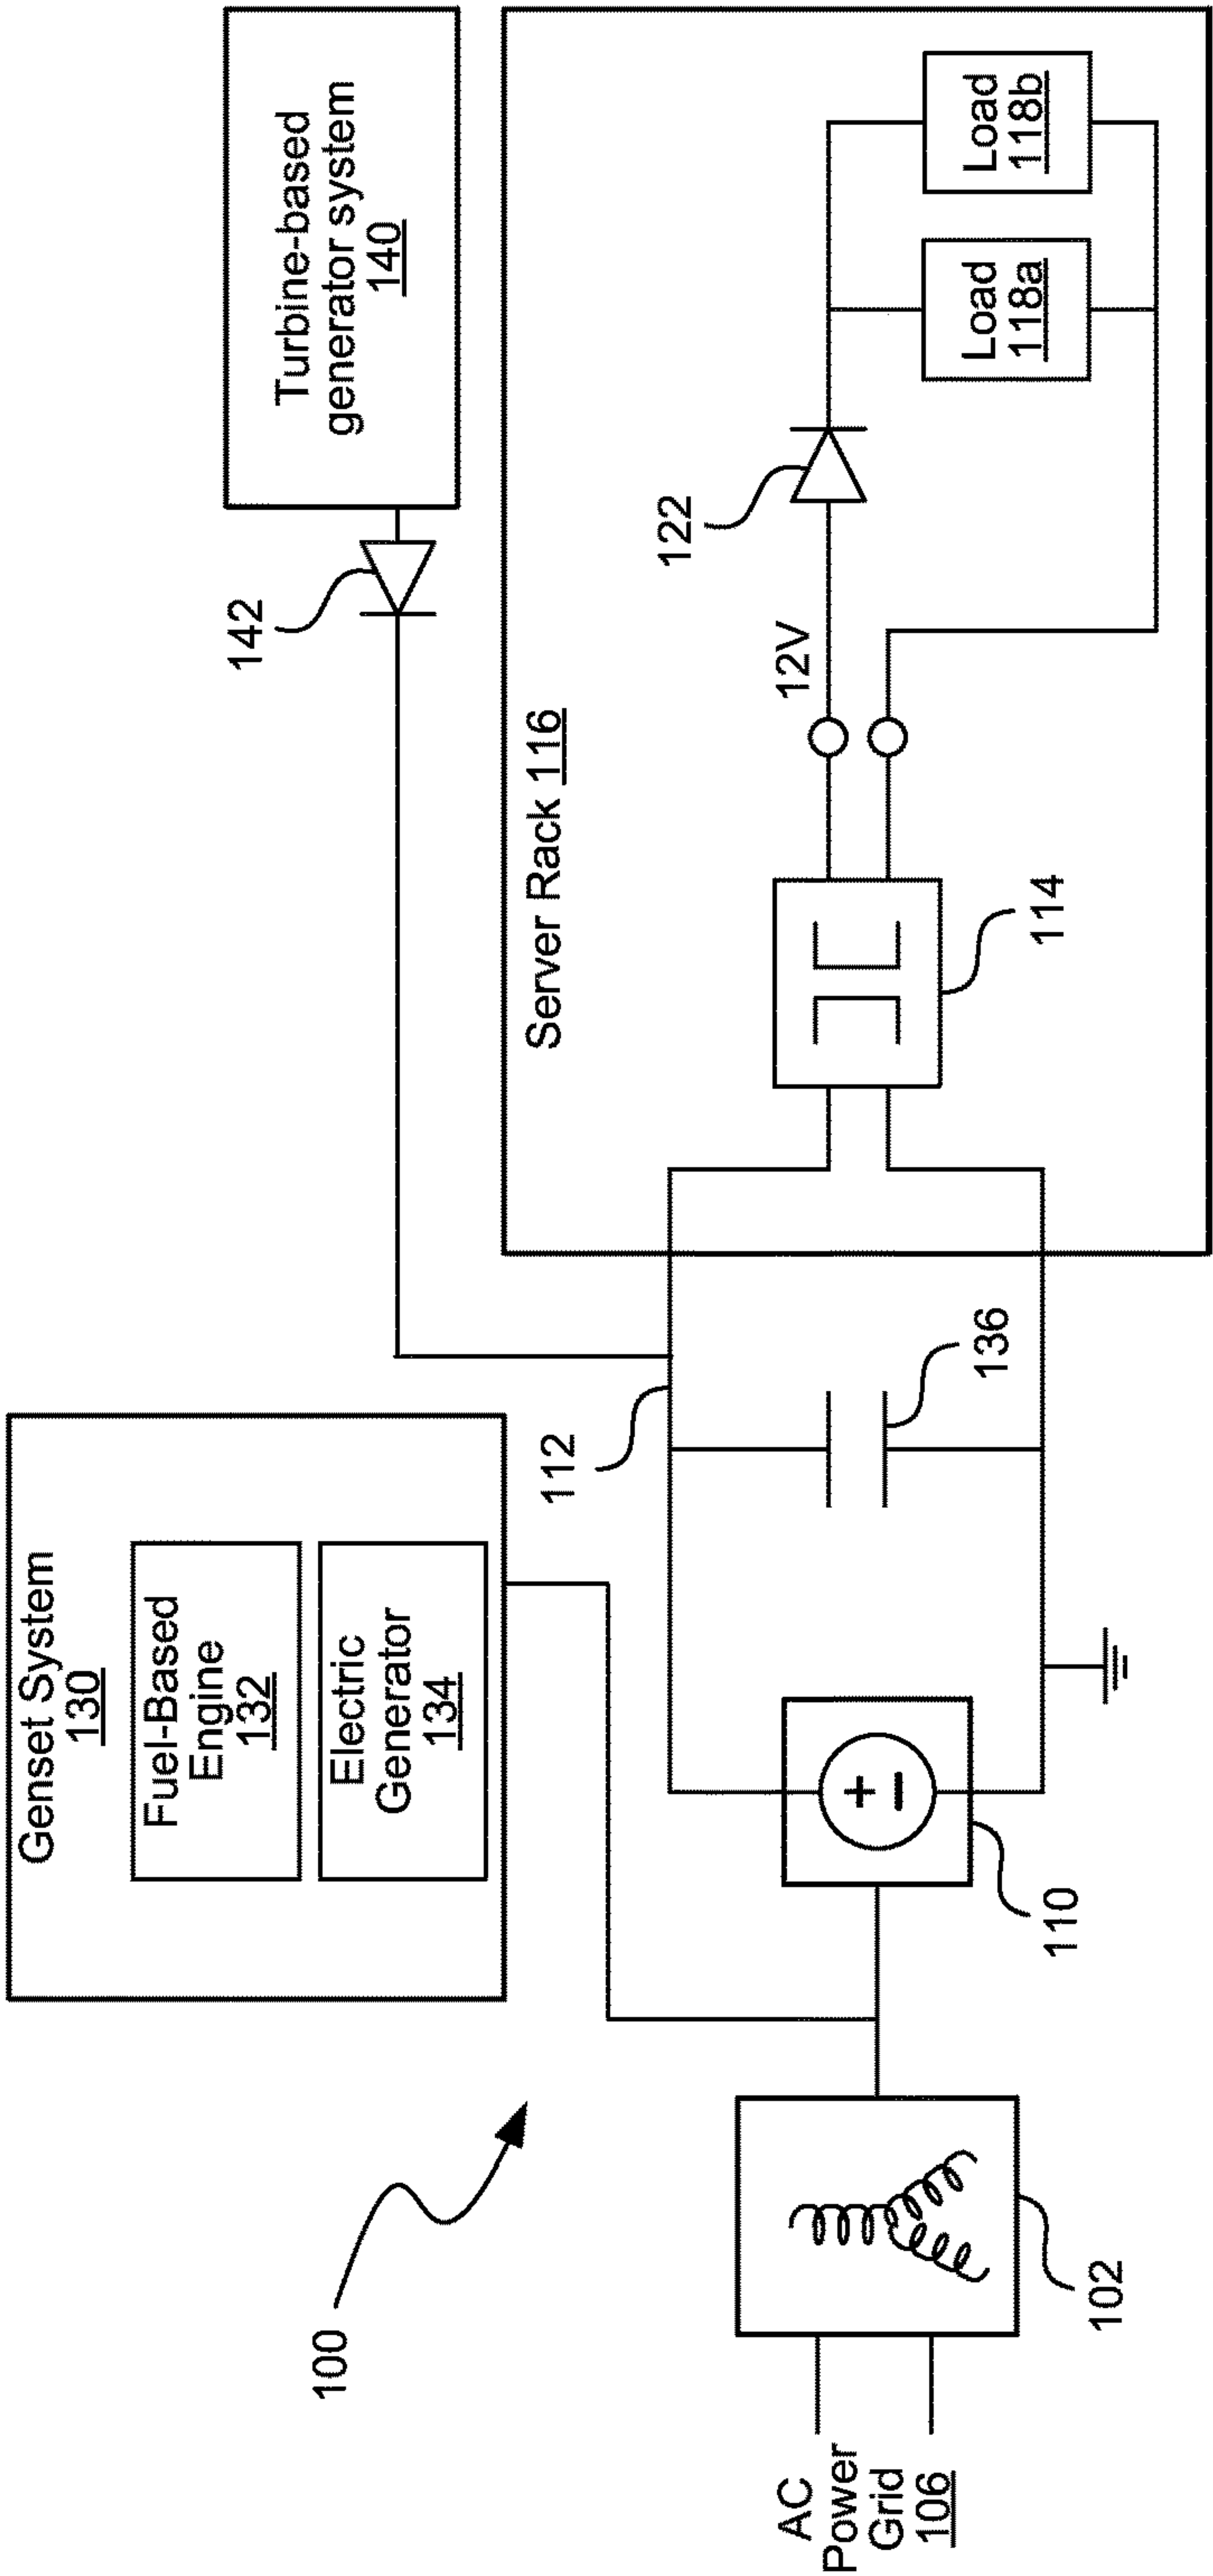 100
Genset System
130
Fuel-Based
Engine
132
Electric
Generator
134
Turbine-based
generator system
140
142
Server Rack 116
112
136
12V
122
114
Load
118a
Load
118b
110
102
AC
Power
Grid
106